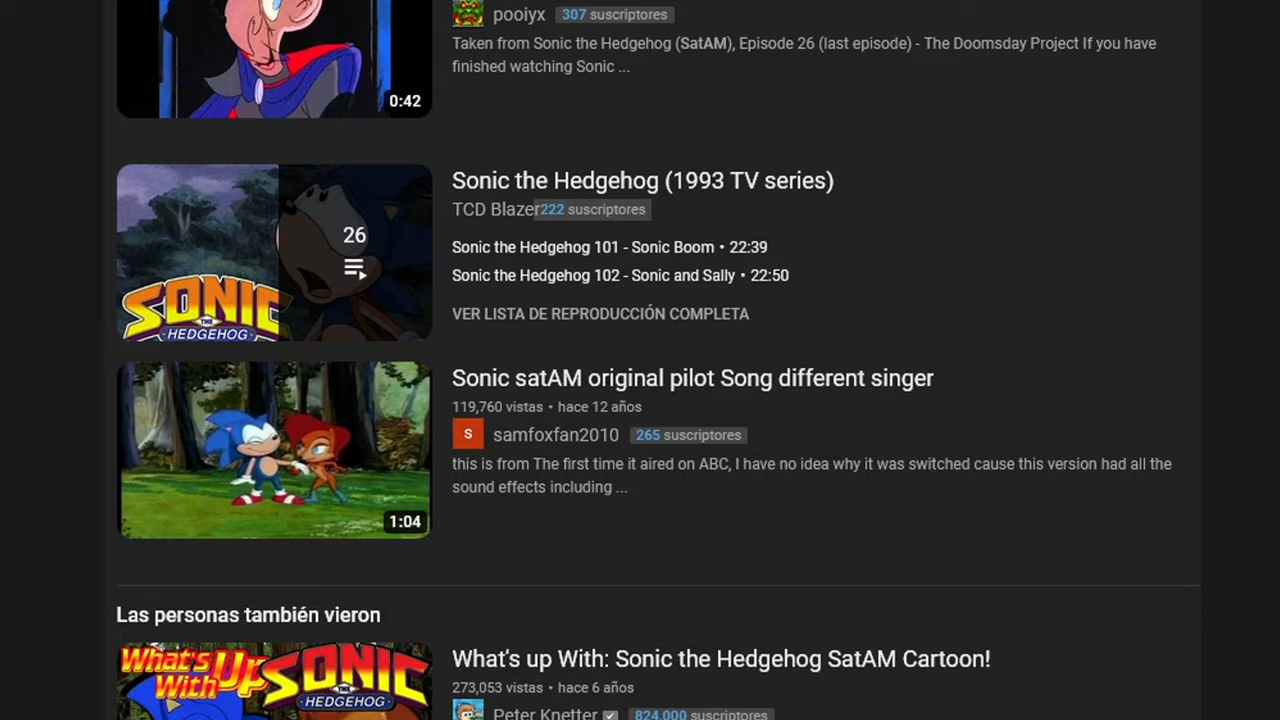 pooiyx 307 suscriptores
Taken from Sonic the Hedgehog (SatAM), Episode 26 (last episode) - The Doomsday Project If you have
finished watching Sonic ...
0:42
Sonic the Hedgehog (1993 TV series)
TCD Blazer 222 suscriptores
26
Sonic the Hedgehog 101 - Sonic Boom • 22:39
Sonic the Hedgehog 102 - Sonic and Sally • 22:50
VER LISTA DE REPRODUCCIÓN COMPLETA
SONIC
THE
HEDGEHOG
Sonic satAM original pilot Song different singer
119,760 vistas • hace 12 años
S samfoxfan2010 265 suscriptores
this is from The first time it aired on ABC, I have no idea why it was switched cause this version had all the
sound effects including ...
1:04
Las personas también vieron
What's Up With
SONIC
THE
HEDGEHOG
What's up With: Sonic the Hedgehog SatAM Cartoon!
273,053 vistas • hace 6 años
Peter Knetter 824,000 suscriptores